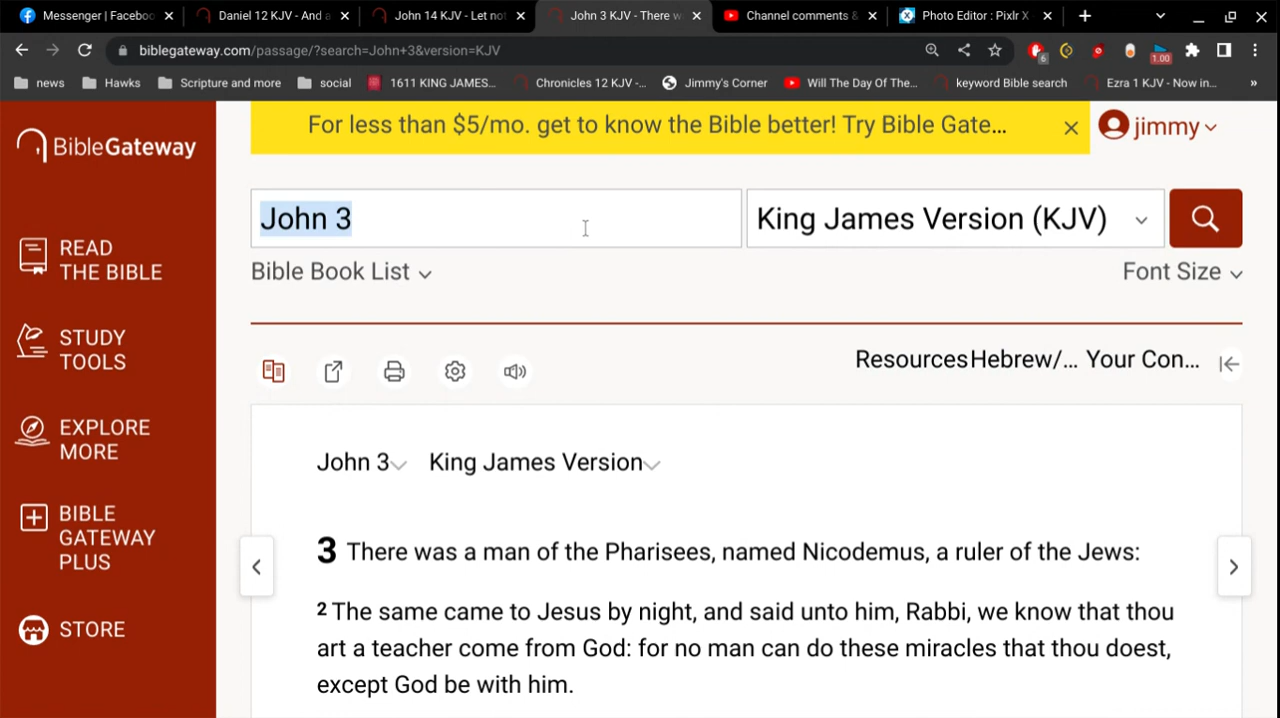 Messenger | Faceboo
Daniel 12 KJV - And a
John 14 KJV - Let not
John 3 KJV - There w
Channel comments &
Photo Editor : Pixlr X
biblegateway.com/passage/?search=John+3&version=KJV
6
1.00
news
Hawks
Scripture and more
social
1611 KING JAMES...
Chronicles 12 KJV -...
Jimmy's Corner
Will The Day Of The...
keyword Bible search
Ezra 1 KJV - Now in...
»
BibleGateway
For less than $5/mo. get to know the Bible better! Try Bible Gate...
jimmy
John 3
King James Version (KJV)
Bible Book List
Font Size
READ
THE BIBLE
STUDY
TOOLS
EXPLORE
MORE
BIBLE
GATEWAY
PLUS
STORE
Resources
Hebrew/...
Your Con...
John 3
King James Version
3 There was a man of the Pharisees, named Nicodemus, a ruler of the Jews:
2 The same came to Jesus by night, and said unto him, Rabbi, we know that thou
art a teacher come from God: for no man can do these miracles that thou doest,
except God be with him.